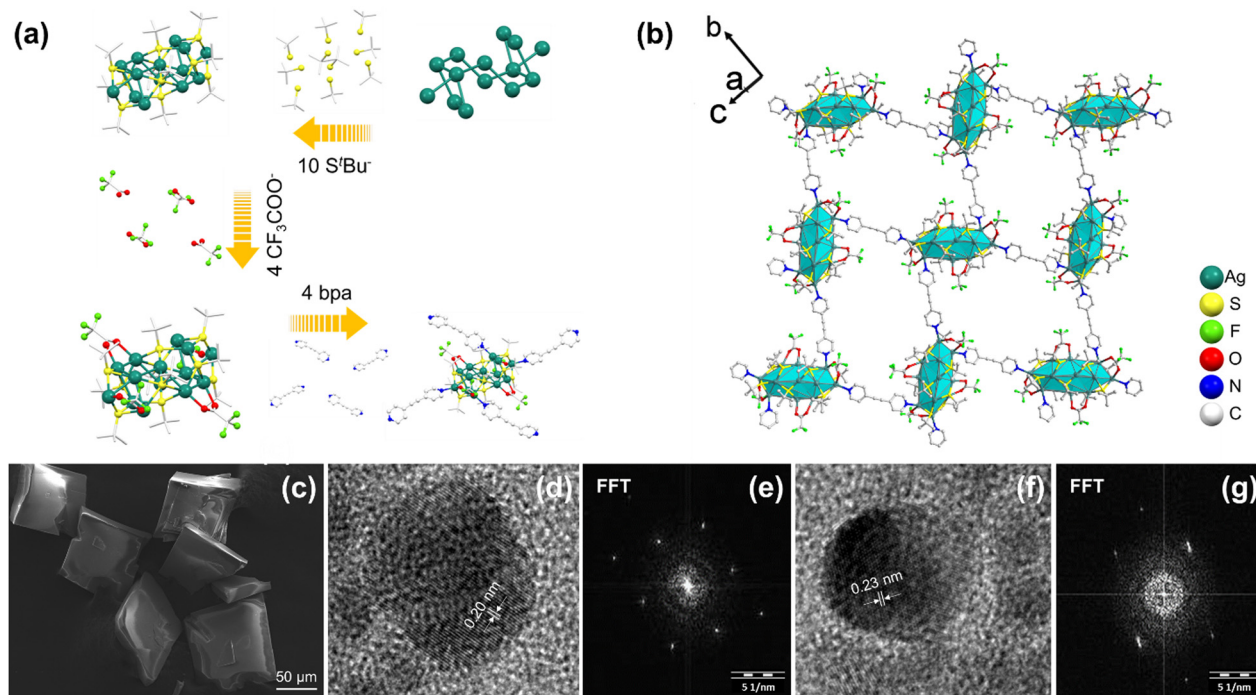 (a)
10 SᵗBu⁻
4 CF₃COO⁻
4 bpa
(b)
b
a
c
Ag
S
F
O
N
C
(c)
50 µm
(d)
0.20 nm
FFT
(e)
5 1/nm
(f)
0.23 nm
FFT
(g)
5 1/nm